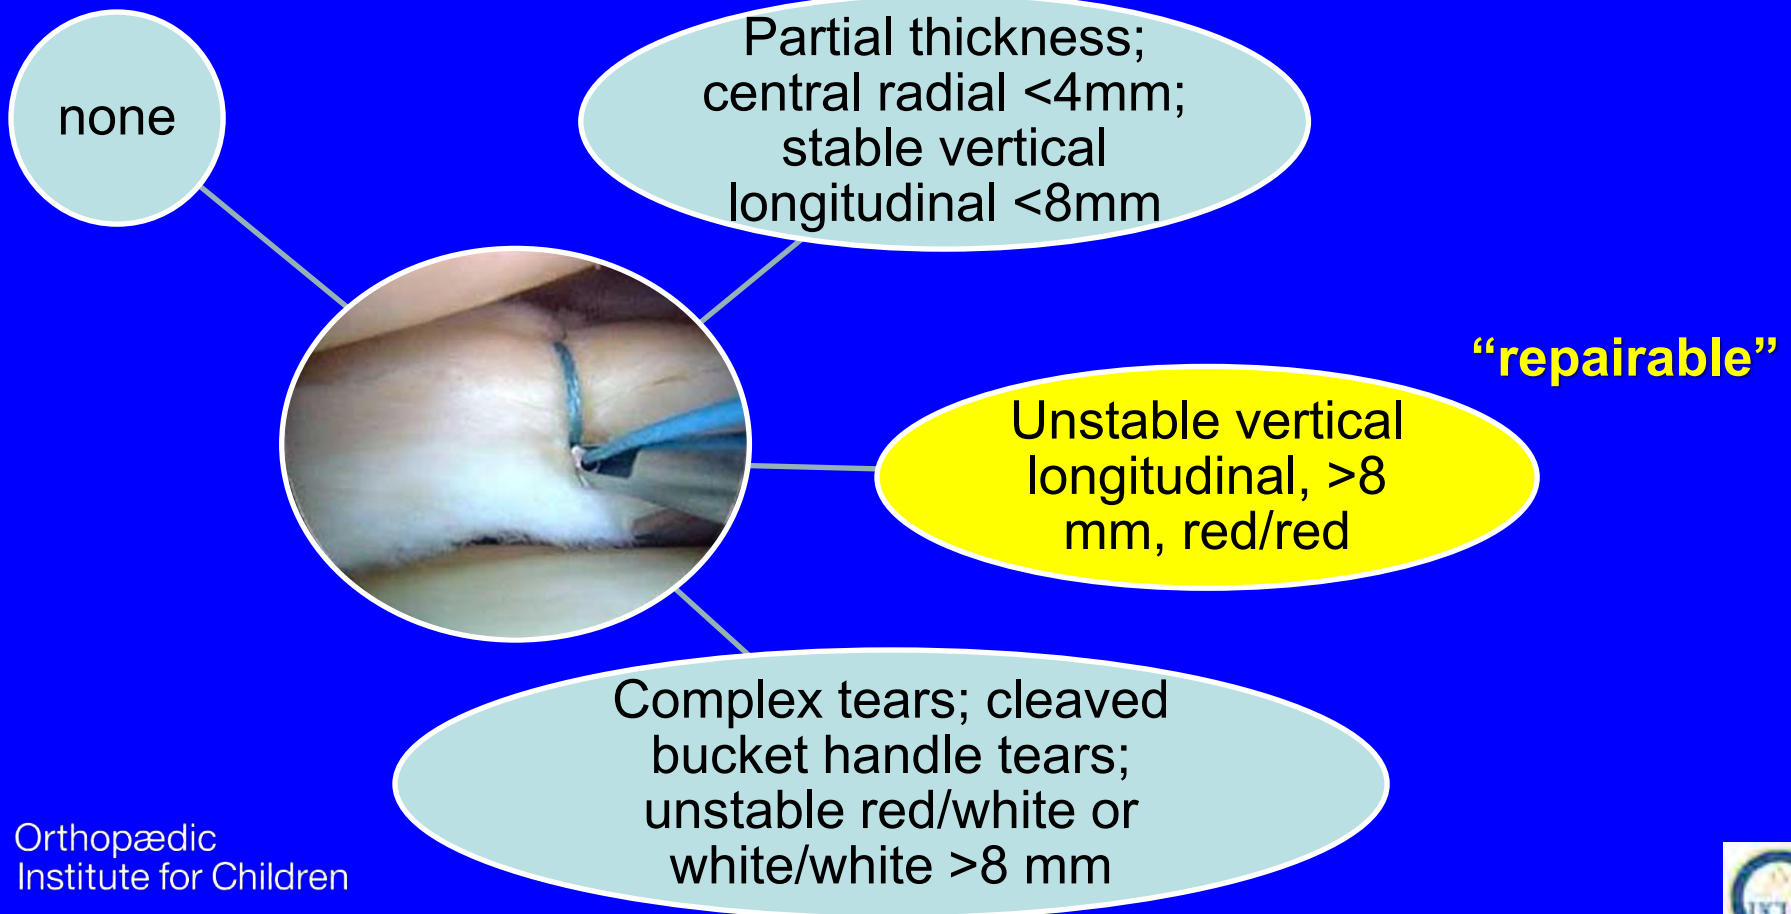 none
Partial thickness;
central radial <4mm;
stable vertical
longitudinal <8mm
“repairable”
Unstable vertical
longitudinal, >8
mm, red/red
Complex tears; cleaved
bucket handle tears;
unstable red/white or
white/white >8 mm
Orthopædic
Institute for Children